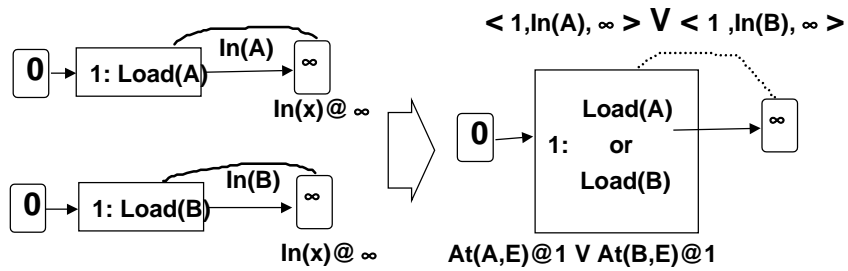 In(A)
0
1: Load(A)
∞
In(x)@ ∞
In(B)
0
1: Load(B)
∞
In(x)@ ∞
< 1,In(A), ∞ > V < 1 ,In(B), ∞ >
0
1:
Load(A)
or
Load(B)
∞
At(A,E)@1 V At(B,E)@1